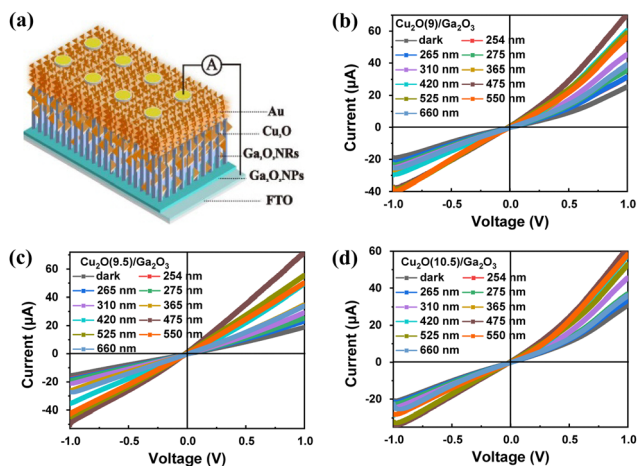 (a)
A
Au
Cu₂O
Ga₂O₃NRs
Ga₂O₃NPs
FTO
(b)
Cu₂O(9)/Ga₂O₃
dark 254 nm
265 nm 275 nm
310 nm 365 nm
420 nm 475 nm
525 nm 550 nm
660 nm
Current (μA)
60
40
20
0
-20
-40
-1.0 -0.5 0.0 0.5 1.0
Voltage (V)
(c)
Cu₂O(9.5)/Ga₂O₃
dark 254 nm
265 nm 275 nm
310 nm 365 nm
420 nm 475 nm
525 nm 550 nm
660 nm
Current (μA)
60
40
20
0
-20
-40
-1.0 -0.5 0.0 0.5 1.0
Voltage (V)
(d)
Cu₂O(10.5)/Ga₂O₃
dark 254 nm
265 nm 275 nm
310 nm 365 nm
420 nm 475 nm
525 nm 550 nm
660 nm
Current (μA)
60
40
20
0
-20
-1.0 -0.5 0.0 0.5 1.0
Voltage (V)